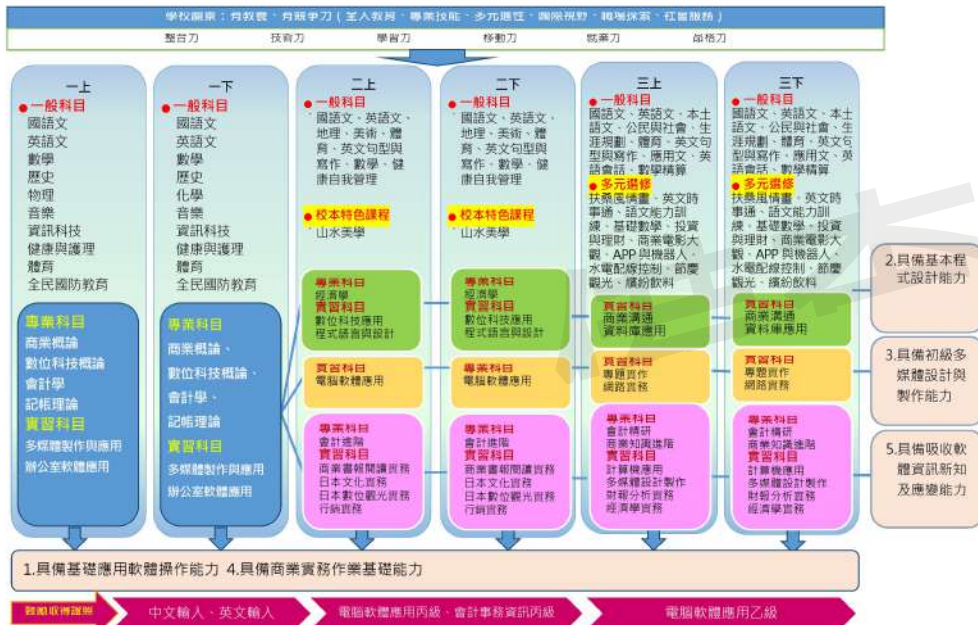 學校願景：有教養、有競爭力（全人教育、專業技能、多元適性、國際視野、職場探索、社區服務）
整合力 技術力 學習力 移動力 就業力 品格力
一上
●一般科目
國語文
英語文
數學
歷史
物理
音樂
資訊科技
健康與護理
體育
全民國防教育
專業科目
商業概論
數位科技概論
會計學
記帳理論
實習科目
多媒體製作與應用
辦公室軟體應用
一下
●一般科目
國語文
英語文
數學
歷史
化學
音樂
資訊科技
健康與護理
體育
全民國防教育
專業科目
商業概論、
數位科技概論、
會計學、
記帳理論
實習科目
多媒體製作與應用
辦公室軟體應用
二上
●一般科目
國語文、英語文、
地理、美術、體
育、英文句型與
寫作、數學、健
康自我管理
●校本特色課程
山水美學
專業科目
經濟學
實習科目
數位科技應用
程式語言與設計
專業科目
電腦軟體應用
專業科目
會計進階
實習科目
商業書報閱讀實務
日本文化實務
日本數位觀光實務
行銷實務
二下
●一般科目
國語文、英語文、
地理、美術、體
育、英文句型與
寫作、數學、健
康自我管理
●校本特色課程
山水美學
專業科目
經濟學
實習科目
數位科技應用
程式語言與設計
專業科目
電腦軟體應用
專業科目
會計進階
實習科目
商業書報閱讀實務
日本文化實務
日本數位觀光實務
行銷實務
三上
●一般科目
國語文、英語文、本土
語文、公民與社會、生
涯規劃、體育、英文句
型與寫作、應用文、英
語會話、數學精算
●多元選修
扶桑風情畫、英文時
事通、語文能力訓
練、基礎數學、投資
與理財、商業電影大
觀、APP與機器人、
水電配線控制、節慶
觀光、繽紛飲料
實習科目
商業溝通
資料庫應用
實習科目
專題實作
網路實務
專業科目
會計精研
商業知識進階
實習科目
計算機應用
多媒體設計製作
財報分析實務
經濟學實務
三下
●一般科目
國語文、英語文、本土
語文、公民與社會、生
涯規劃、體育、英文句
型與寫作、應用文、英
語會話、數學精算
●多元選修
扶桑風情畫、英文時
事通、語文能力訓
練、基礎數學、投資
與理財、商業電影大
觀、APP與機器人、
水電配線控制、節慶
觀光、繽紛飲料
實習科目
商業溝通
資料庫應用
實習科目
專題實作
網路實務
專業科目
會計精研
商業知識進階
實習科目
計算機應用
多媒體設計製作
財報分析實務
經濟學實務
2.具備基本程
式設計能力
3.具備初級多
媒體設計與
製作能力
5.具備吸收軟
體資訊新知
及應變能力
1.具備基礎應用軟體操作能力 4.具備商業實務作業基礎能力
鼓勵取得證照
中文輸入、英文輸入
電腦軟體應用丙級、會計事務資訊丙級
電腦軟體應用乙級